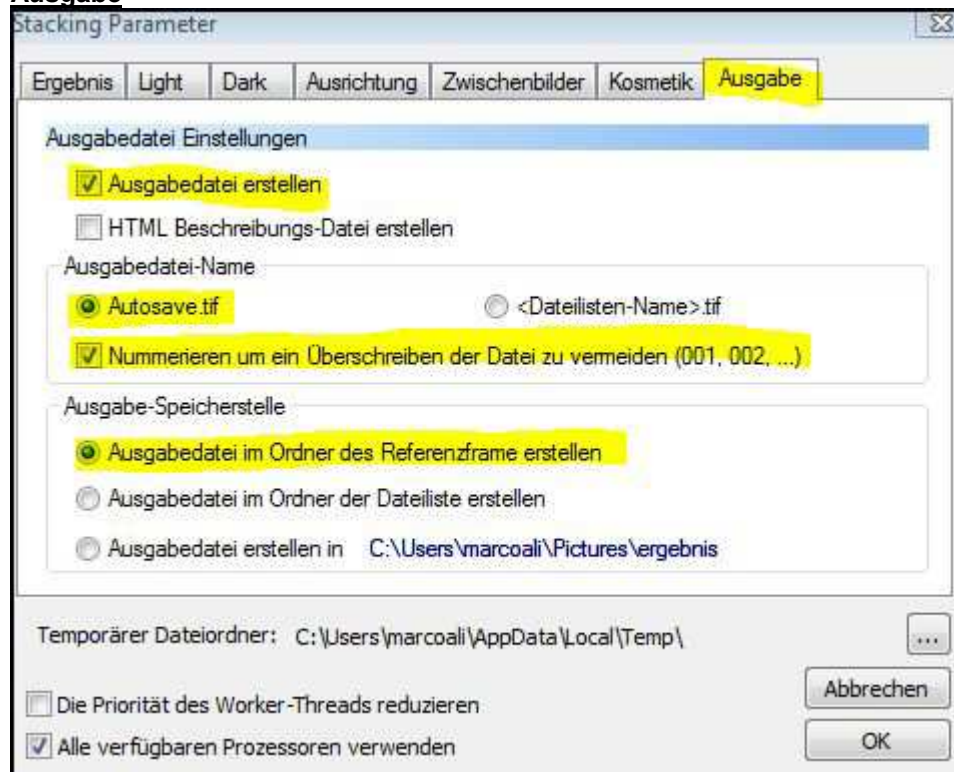 Ausgabe
Stacking Parameter
Ergebnis Light Dark Ausrichtung Zwischenbilder Kosmetik Ausgabe
Ausgabedatei Einstellungen
Ausgabedatei erstellen
HTML Beschreibungs-Datei erstellen
Ausgabedatei-Name
Autosave.tif <Dateilisten-Name>.tif
Nummerieren um ein Überschreiben der Datei zu vermeiden (001, 002, ...)
Ausgabe-Speicherstelle
Ausgabedatei im Ordner des Referenzframe erstellen
Ausgabedatei im Ordner der Dateiliste erstellen
Ausgabedatei erstellen in C:\Users\marcoali\Pictures\ergebnis
Temporärer Dateiordner: C:\Users\marcoali\AppData\Local\Temp\ ...
Die Priorität des Worker-Threads reduzieren Abbrechen
Alle verfügbaren Prozessoren verwenden OK